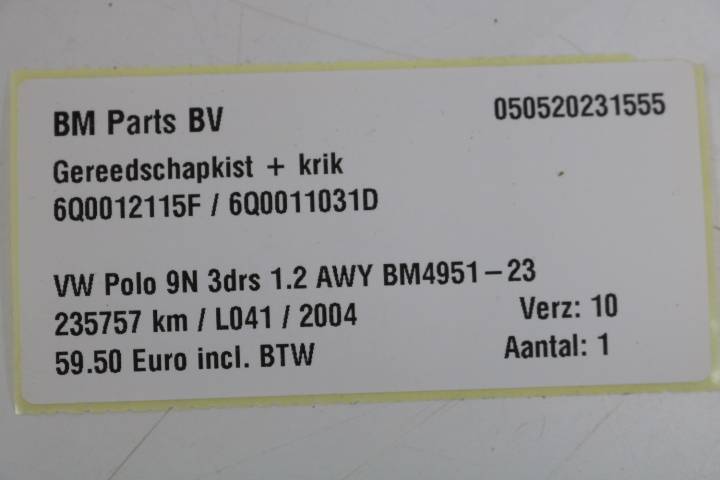 BM Parts BV 050520231555
Gereedschapkist + krik
6Q0012115F / 6Q0011031D
VW Polo 9N 3drs 1.2 AWY BM4951-23
235757 km / L041 / 2004 Verz: 10
59.50 Euro incl. BTW Aantal: 1